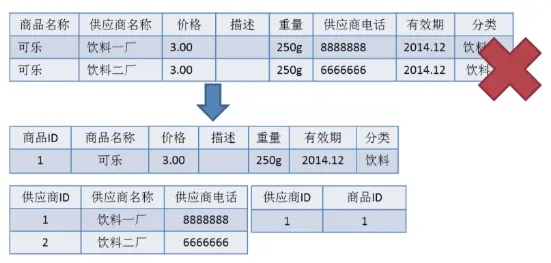 商品名称 供应商名称 价格 描述 重量 供应商电话 有效期 分类
可乐 饮料一厂 3.00 250g 8888888 2014.12 饮料
可乐 饮料二厂 3.00 250g 6666666 2014.12 饮料
商品ID 商品名称 价格 描述 重量 有效期 分类
1 可乐 3.00 250g 2014.12 饮料
供应商ID 供应商名称 供应商电话
1 饮料一厂 8888888
2 饮料二厂 6666666
供应商ID 商品ID
1 1